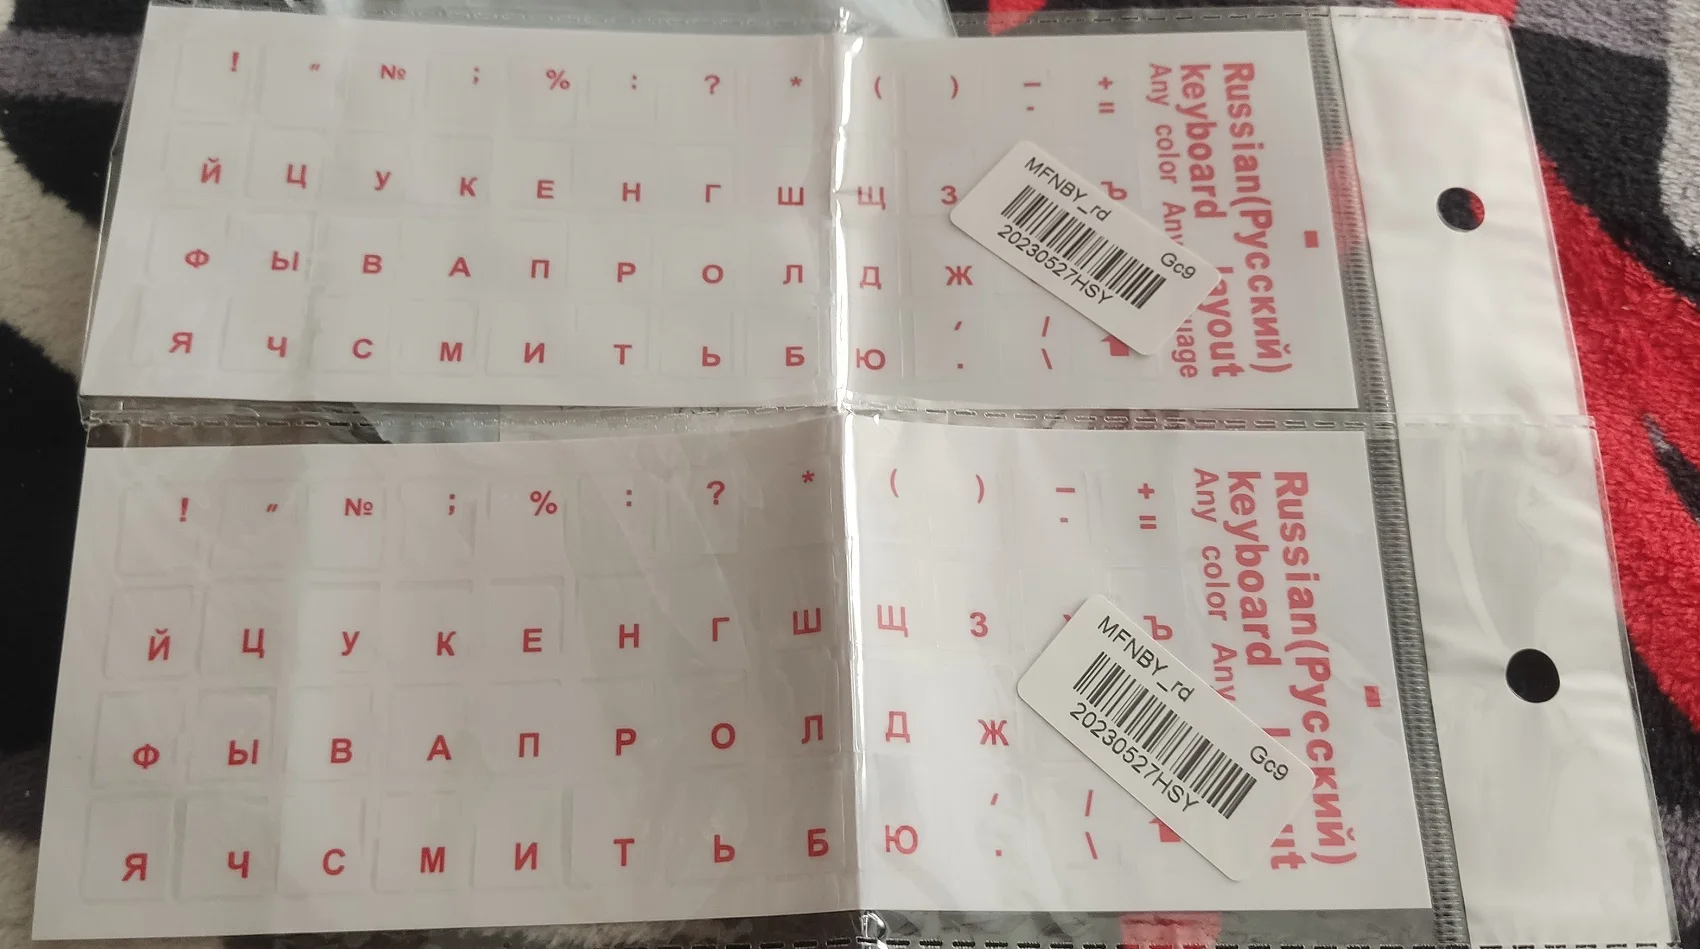 ! " № ; % : ? * ( ) - +
. =
Й Ц У К Е Н Г Ш Щ З Ъ
Ф Ы В А П Р О Л Д Ж
Я Ч С М И Т Ь Б Ю , /
. \
Russian(Русский)
keyboard layout
Any color Any
MFNBY_rd
20230527HSY
Gc9
! " № ; % : ? * ( ) - +
. =
Й Ц У К Е Н Г Ш Щ З Ъ
Ф Ы В А П Р О Л Д Ж
Я Ч С М И Т Ь Б Ю , /
. \
Russian(Русский)
keyboard
Any color Any
MFNBY_rd
20230527HSY
Gc9